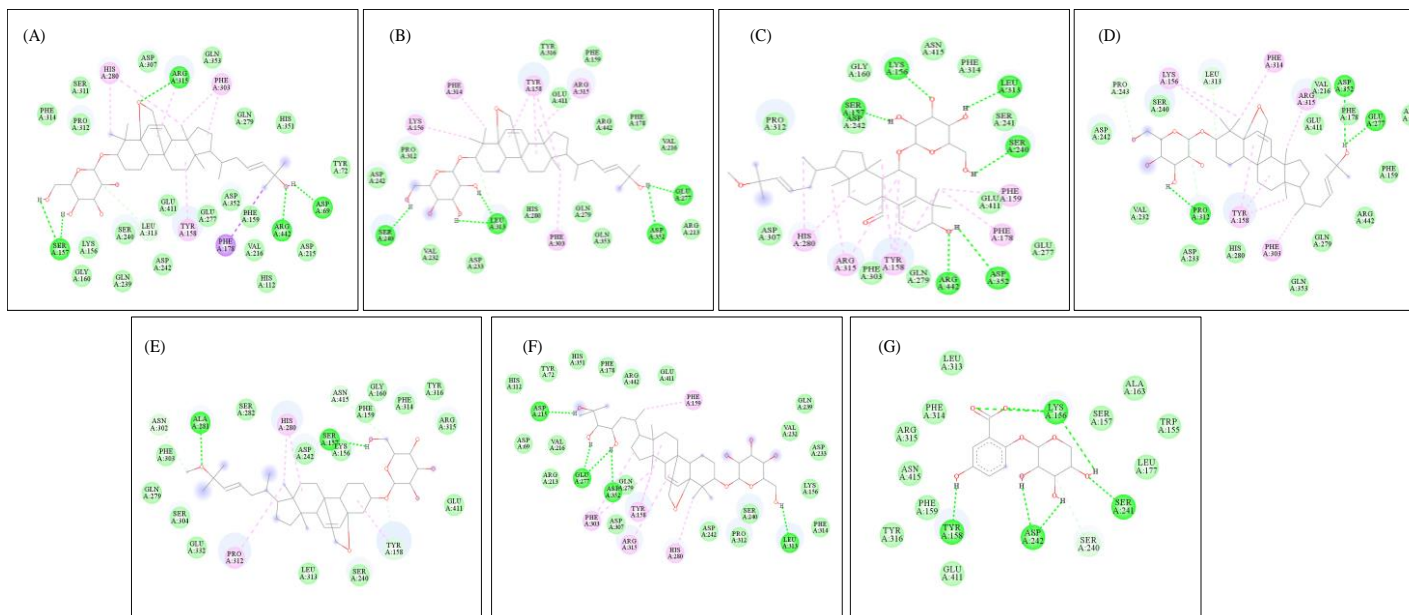 (A)
ASP
A:307
GLN
A:353
HIS
A:280
ARG
A:315
PHE
A:303
SER
A:311
PHE
A:314
PRO
A:312
GLN
A:279
HIS
A:351
TYR
A:72
ASP
A:69
GLU
A:411
GLU
A:277
ASP
A:352
PHE
A:159
ARG
A:442
SER
A:240
LEU
A:313
TYR
A:158
PHE
A:178
VAL
A:216
ASP
A:215
SER
A:157
LYS
A:156
GLY
A:160
GLN
A:239
ASP
A:242
HIS
A:112
(B)
TYR
A:316
PHE
A:159
PHE
A:314
TYR
A:158
GLU
A:411
ARG
A:315
LYS
A:156
ARG
A:442
PHE
A:178
VAL
A:216
PRO
A:312
ASP
A:242
GLU
A:277
SER
A:240
LEU
A:313
HIS
A:280
GLN
A:279
PHE
A:303
GLN
A:353
ASP
A:352
ARG
A:213
VAL
A:232
ASP
A:233
(C)
ASN
A:415
LYS
A:156
GLY
A:160
PHE
A:314
LEU
A:313
SER
A:157
ASP
A:242
PRO
A:312
SER
A:241
SER
A:240
GLU
A:411
PHE
A:159
ASP
A:307
HIS
A:280
PHE
A:178
GLU
A:277
ARG
A:315
PHE
A:303
TYR
A:158
GLN
A:279
ARG
A:442
ASP
A:352
(D)
PHE
A:314
LYS
A:156
LEU
A:313
PRO
A:243
SER
A:240
ARG
A:315
VAL
A:216
ASP
A:352
PHE
A:178
GLU
A:277
GLU
A:411
ASP
A:242
PHE
A:159
VAL
A:232
PRO
A:312
TYR
A:158
ARG
A:442
ASP
A:233
HIS
A:280
PHE
A:303
GLN
A:279
GLN
A:353
(E)
GLY
A:160
TYR
A:316
ASN
A:415
PHE
A:159
PHE
A:314
ASN
A:302
ALA
A:281
SER
A:282
HIS
A:280
ARG
A:315
SER
A:157
LYS
A:156
ASP
A:242
PHE
A:303
GLN
A:279
GLU
A:411
SER
A:304
GLU
A:332
PRO
A:312
TYR
A:158
LEU
A:313
SER
A:240
(F)
HIS
A:351
PHE
A:178
TYR
A:72
ARG
A:442
GLU
A:411
HIS
A:112
PHE
A:159
ASP
A:215
GLN
A:239
ASP
A:69
VAL
A:216
VAL
A:232
ASP
A:233
ARG
A:213
GLU
A:277
ASP
A:352
GLN
A:279
LYS
A:156
PHE
A:303
ASP
A:307
TYR
A:158
ARG
A:315
HIS
A:280
ASP
A:242
PRO
A:312
SER
A:240
LEU
A:313
PHE
A:314
(G)
LEU
A:313
ALA
A:163
PHE
A:314
LYS
A:156
SER
A:157
TRP
A:155
ARG
A:315
ASN
A:415
LEU
A:177
PHE
A:159
TYR
A:316
TYR
A:158
ASP
A:242
SER
A:240
SER
A:241
GLU
A:411